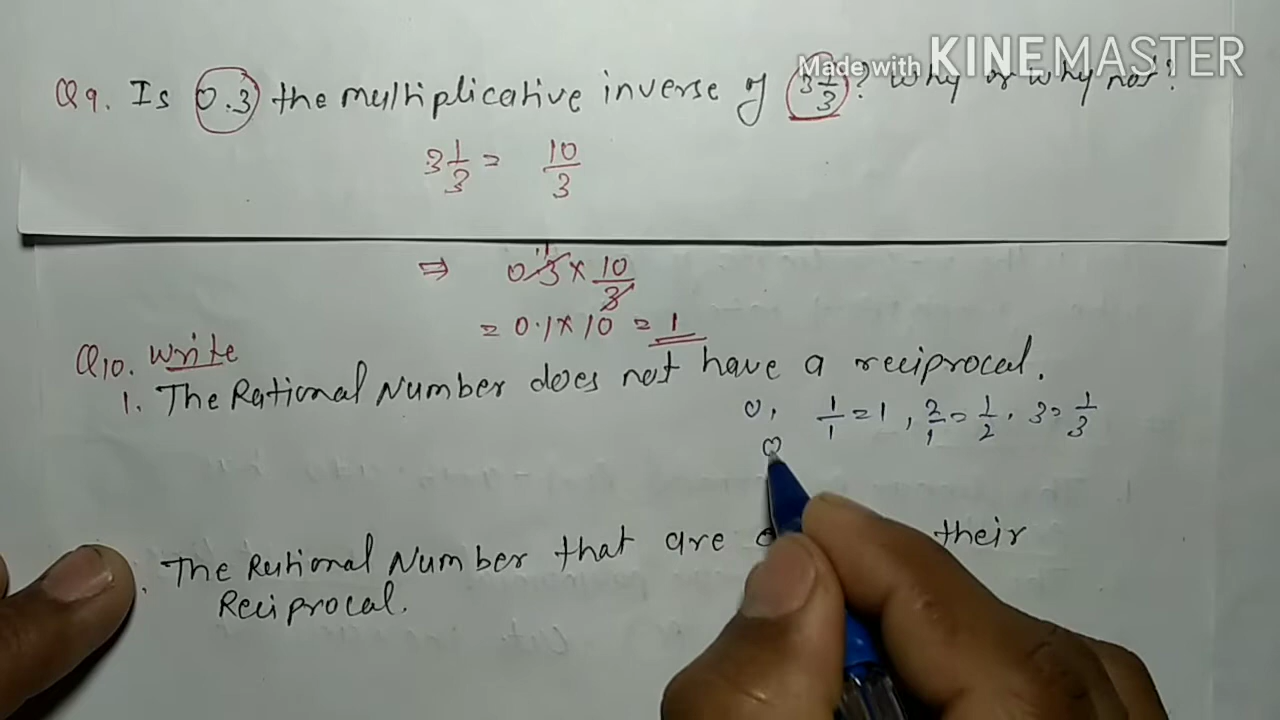 Made with KINEMASTER
Q9. Is 0.3 the multiplicative inverse of 3 1/3? Why or why not?
3 1/3 = 10/3
⇒ 0.3 × 10/3
= 0.1 × 10 = 1
Q10. Write
1. The Rational Number does not have a reciprocal.
0, 1/1 = 1, 2/1 = 1/2, 3 = 1/3
0
The Rational Number that are their
Reciprocal.